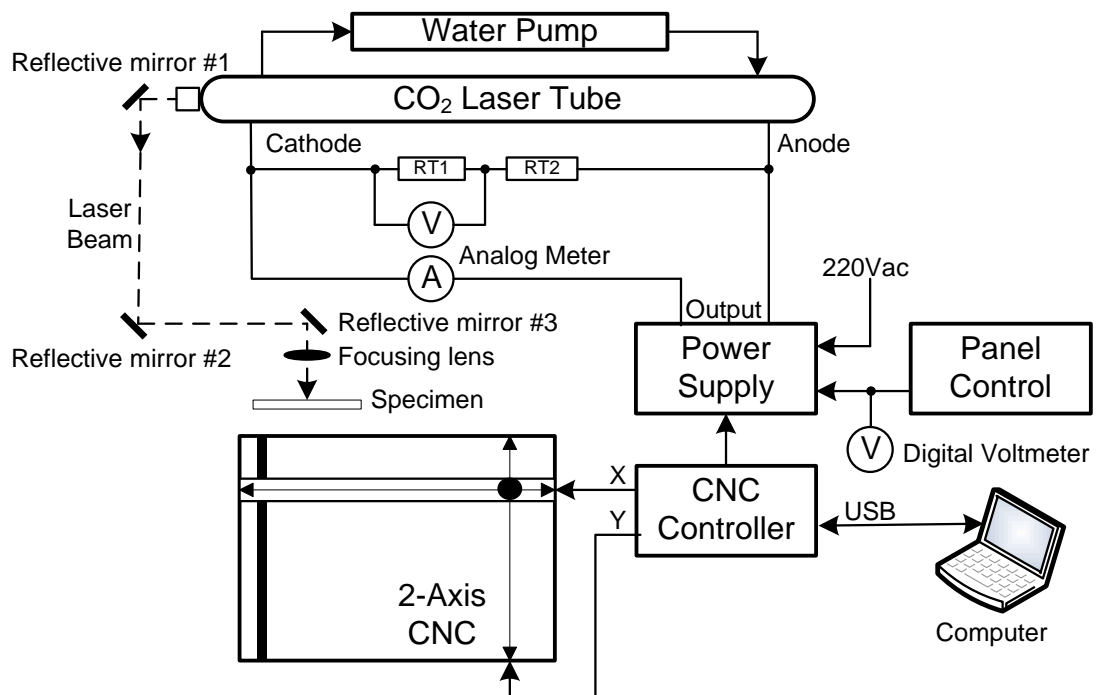 Water Pump
Reflective mirror #1
CO₂ Laser Tube
Cathode
Anode
RT1
RT2
V
Laser
Beam
Analog Meter
A
220Vac
Output
Reflective mirror #3
Reflective mirror #2
Focusing lens
Power
Supply
Panel
Control
Specimen
V
Digital Voltmeter
X
CNC
Controller
Y
USB
2-Axis
CNC
Computer